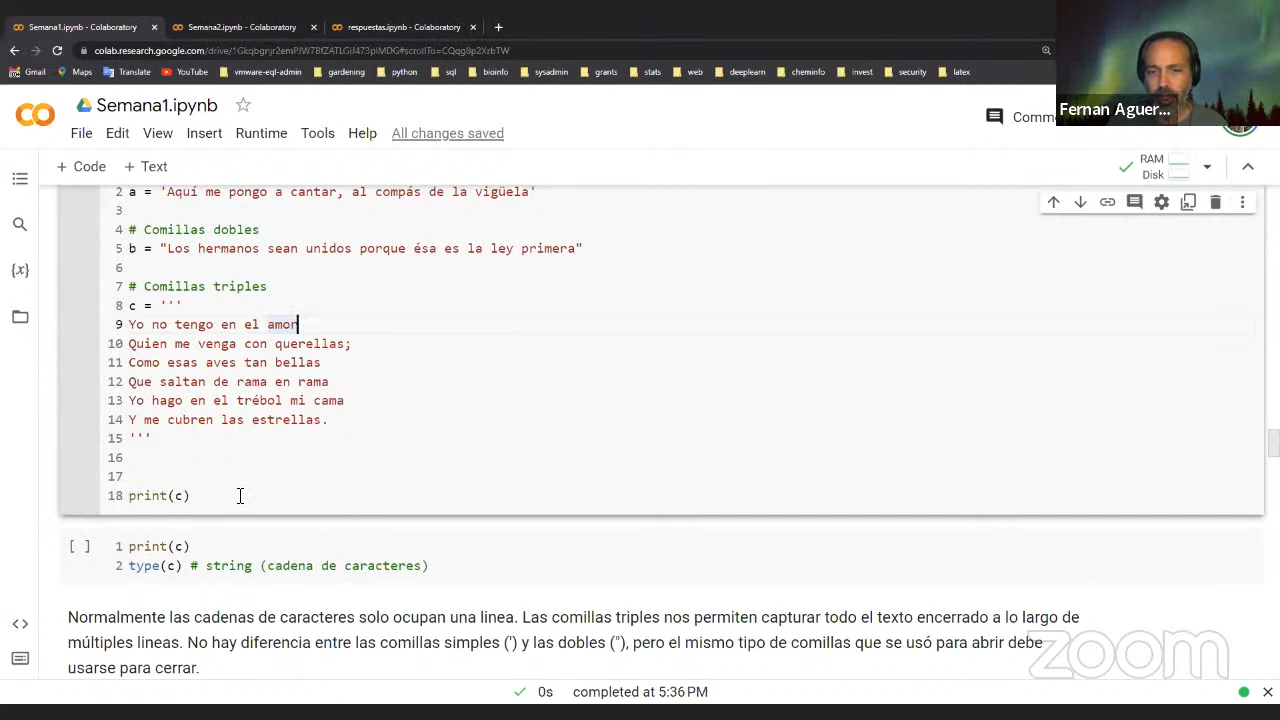 Semana1.ipynb - Colaboratory
Semana2.ipynb - Colaboratory
respuestas.ipynb - Colaboratory
Gmail Maps Translate YouTube vmware-eql-admin gardening python sql bioinfo sysadmin grants stats web deeplearn cheminfo invest security latex
Fernan Aguer...
Semana1.ipynb
Comm
File Edit View Insert Runtime Tools Help All changes saved
+ Code + Text
RAM
Disk
2 a = 'Aquí me pongo a cantar, al compás de la vigüela'
3
4 # Comillas dobles
5 b = "Los hermanos sean unidos porque ésa es la ley primera"
6
7 # Comillas triples
8 c = '''
9 Yo no tengo en el amor
10 Quien me venga con querellas;
11 Como esas aves tan bellas
12 Que saltan de rama en rama
13 Yo hago en el trébol mi cama
14 Y me cubren las estrellas.
15 '''
16
17
18 print(c)
[ ] 1 print(c)
2 type(c) # string (cadena de caracteres)
Normalmente las cadenas de caracteres solo ocupan una linea. Las comillas triples nos permiten capturar todo el texto encerrado a lo largo de
múltiples lineas. No hay diferencia entre las comillas simples (') y las dobles ("), pero el mismo tipo de comillas que se usó para abrir debe
usarse para cerrar.
zoom
0s completed at 5:36 PM